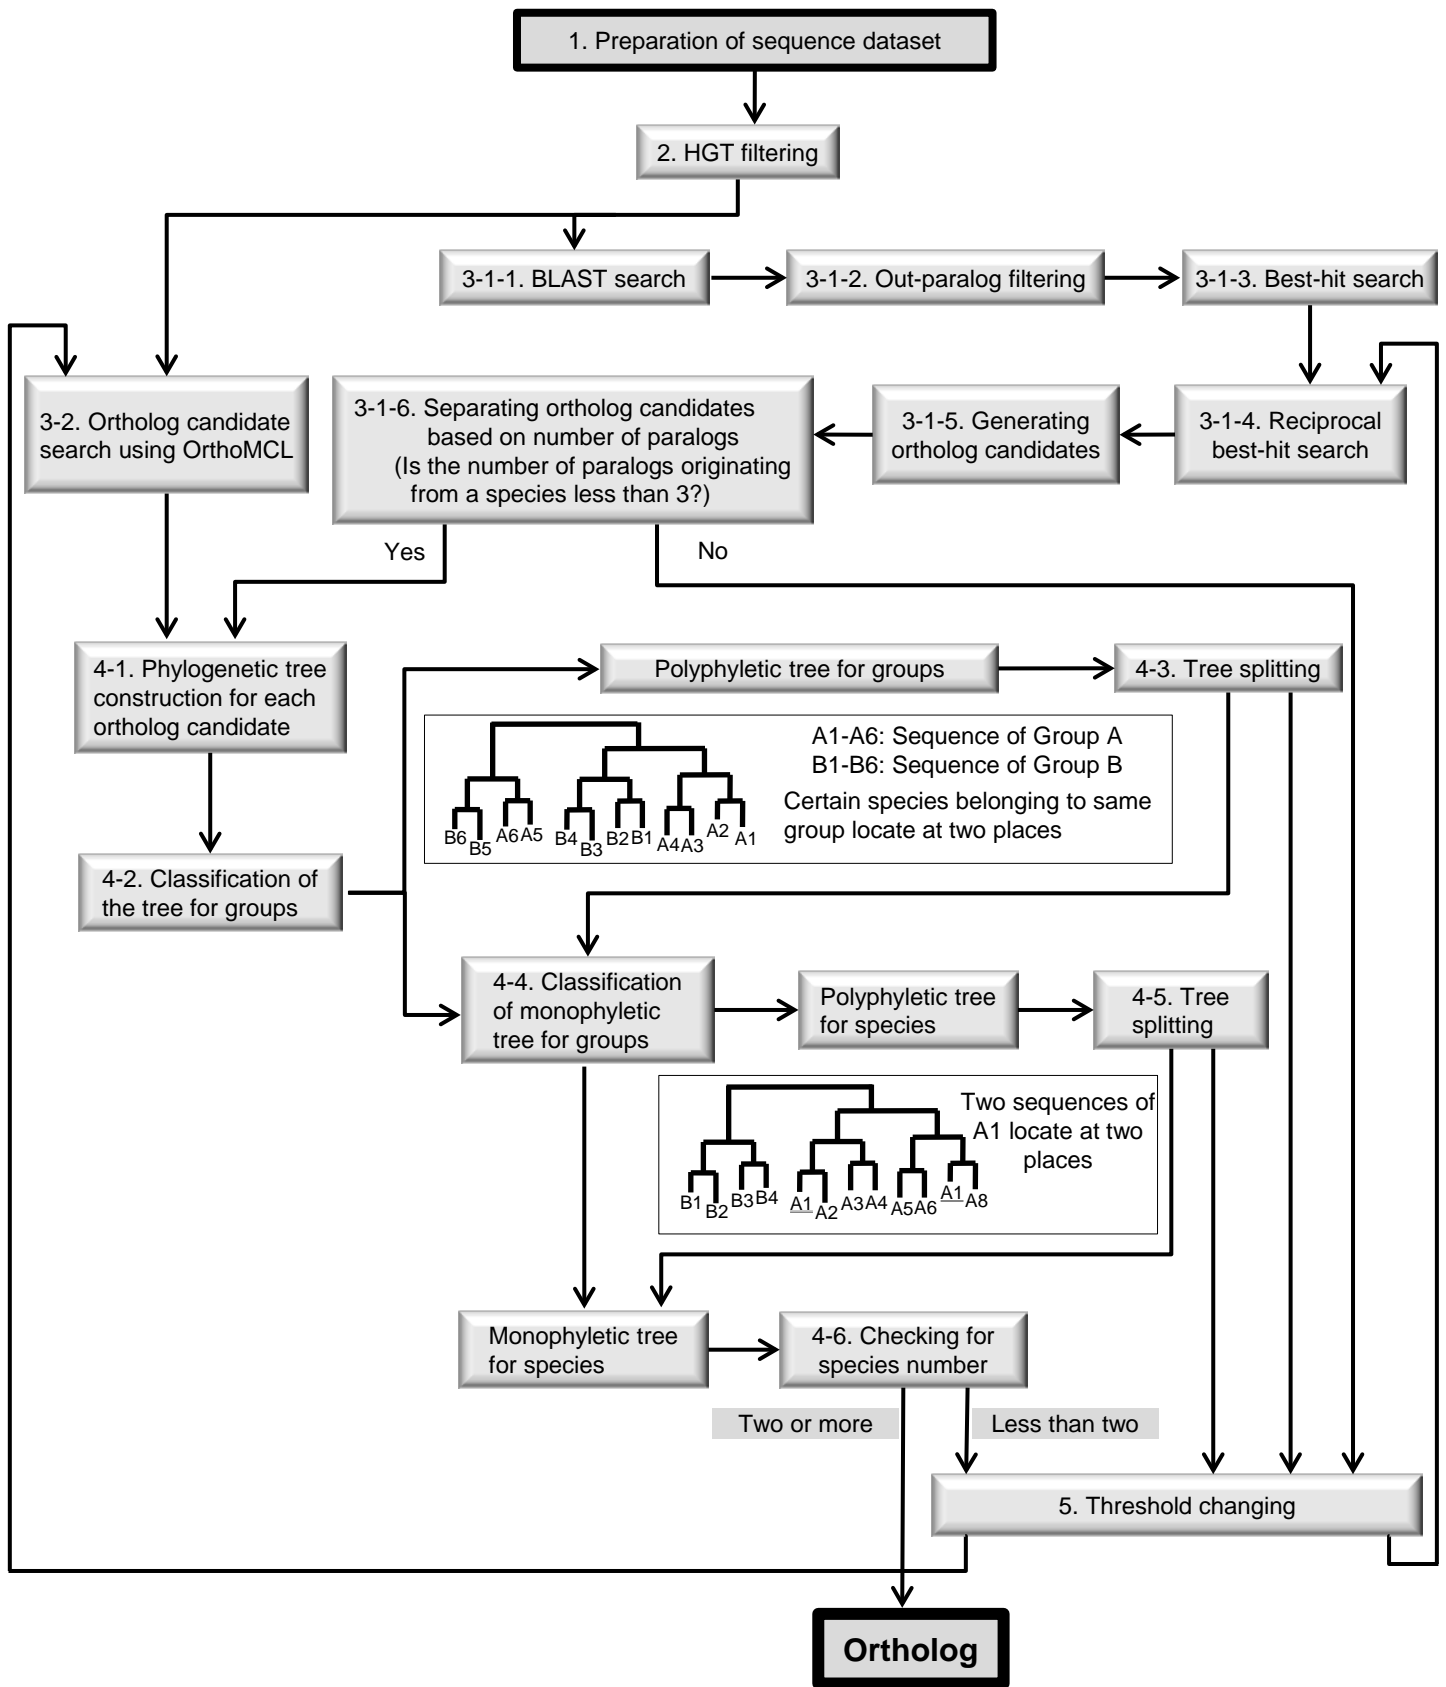 1. Preparation of sequence dataset
2. HGT filtering
3-1-1. BLAST search
3-1-2. Out-paralog filtering
3-1-3. Best-hit search
3-2. Ortholog candidate
search using OrthoMCL
3-1-6. Separating ortholog candidates
based on number of paralogs
(Is the number of paralogs originating
from a species less than 3?)
3-1-5. Generating
ortholog candidates
3-1-4. Reciprocal
best-hit search
Yes
No
4-1. Phylogenetic tree
construction for each
ortholog candidate
Polyphyletic tree for groups
4-3. Tree splitting
A1-A6: Sequence of Group A
B1-B6: Sequence of Group B
Certain species belonging to same
group locate at two places
B6 B5 A6 A5 B4 B3 B2 B1 A4 A3 A2 A1
4-2. Classification of
the tree for groups
4-4. Classification
of monophyletic
tree for groups
Polyphyletic tree
for species
4-5. Tree
splitting
Two sequences of
A1 locate at two
places
B1 B2 B3 B4 A1 A2 A3 A4 A5 A6 A1 A8
Monophyletic tree
for species
4-6. Checking for
species number
Two or more
Less than two
5. Threshold changing
Ortholog